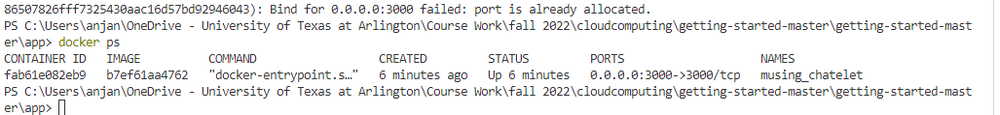 86507826fff7325430aac16d57bd92946043): Bind for 0.0.0.0:3000 failed: port is already allocated.
PS C:\Users\anjan\OneDrive - University of Texas at Arlington\Course Work\fall 2022\cloudcomputing\getting-started-master\getting-started-mast
er\app> docker ps
CONTAINER ID   IMAGE          COMMAND                  CREATED         STATUS         PORTS                    NAMES
fab61e082eb9   b7ef61aa4762   "docker-entrypoint.s…"   6 minutes ago   Up 6 minutes   0.0.0.0:3000->3000/tcp   musing_chatelet
PS C:\Users\anjan\OneDrive - University of Texas at Arlington\Course Work\fall 2022\cloudcomputing\getting-started-master\getting-started-mast
er\app>